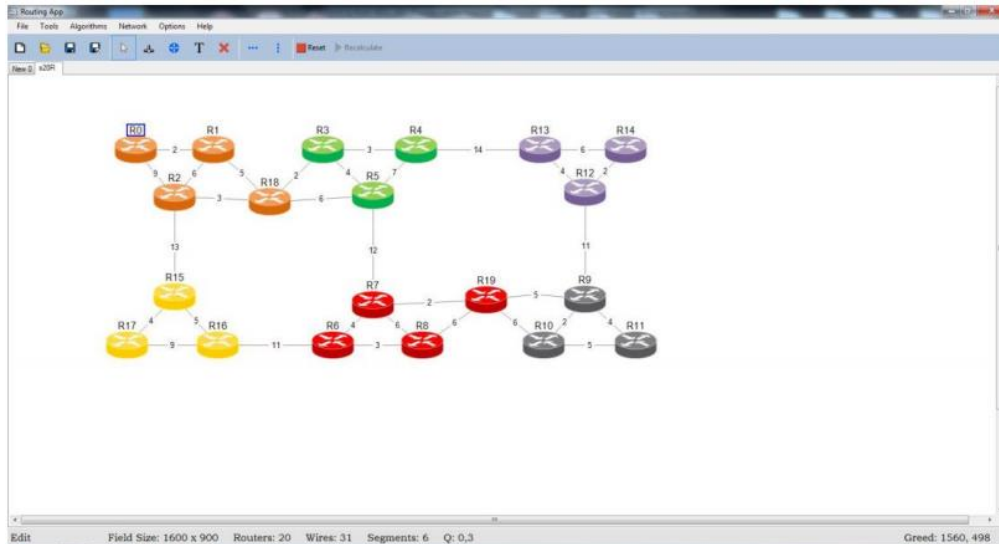 Routing App
File Tools Algorithms Network Options Help
T Reset Recalculate
New 0 s20R
R0 R1 R3 R4 R13 R14
2 3 14 6
9 6 5 R18 2 4 R5 7 4 R12 2
R2
3 6
13 12 11
R15 R7 R19 R9
2 5
R17 4 5 R16 R6 4 6 R8 6 6 R10 2 4 R11
9 11 3 5
Edit Field Size: 1600 x 900 Routers: 20 Wires: 31 Segments: 6 Q: 0,3 Greed: 1560, 498